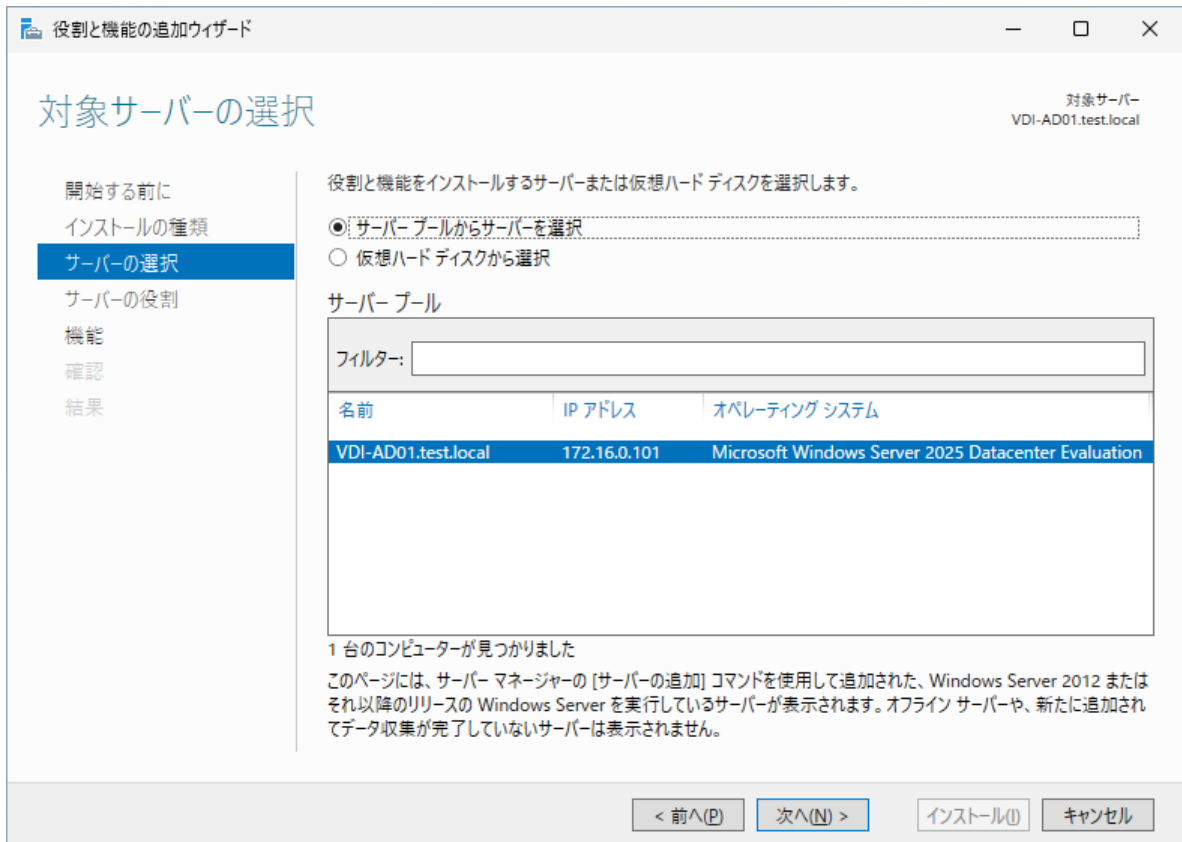 役割と機能の追加ウィザード
対象サーバーの選択
対象サーバー
VDI-AD01.test.local
開始する前に
インストールの種類
サーバーの選択
サーバーの役割
機能
確認
結果
役割と機能をインストールするサーバーまたは仮想ハード ディスクを選択します。
サーバー プールからサーバーを選択
仮想ハード ディスクから選択
サーバー プール
フィルター:
名前 IP アドレス オペレーティング システム
VDI-AD01.test.local 172.16.0.101 Microsoft Windows Server 2025 Datacenter Evaluation
1 台のコンピューターが見つかりました
このページには、サーバー マネージャーの [サーバーの追加] コマンドを使用して追加された、Windows Server 2012 または
それ以降のリリースの Windows Server を実行しているサーバーが表示されます。オフライン サーバーや、新たに追加され
てデータ収集が完了していないサーバーは表示されません。
< 前へ(P) 次へ(N) > インストール(I) キャンセル